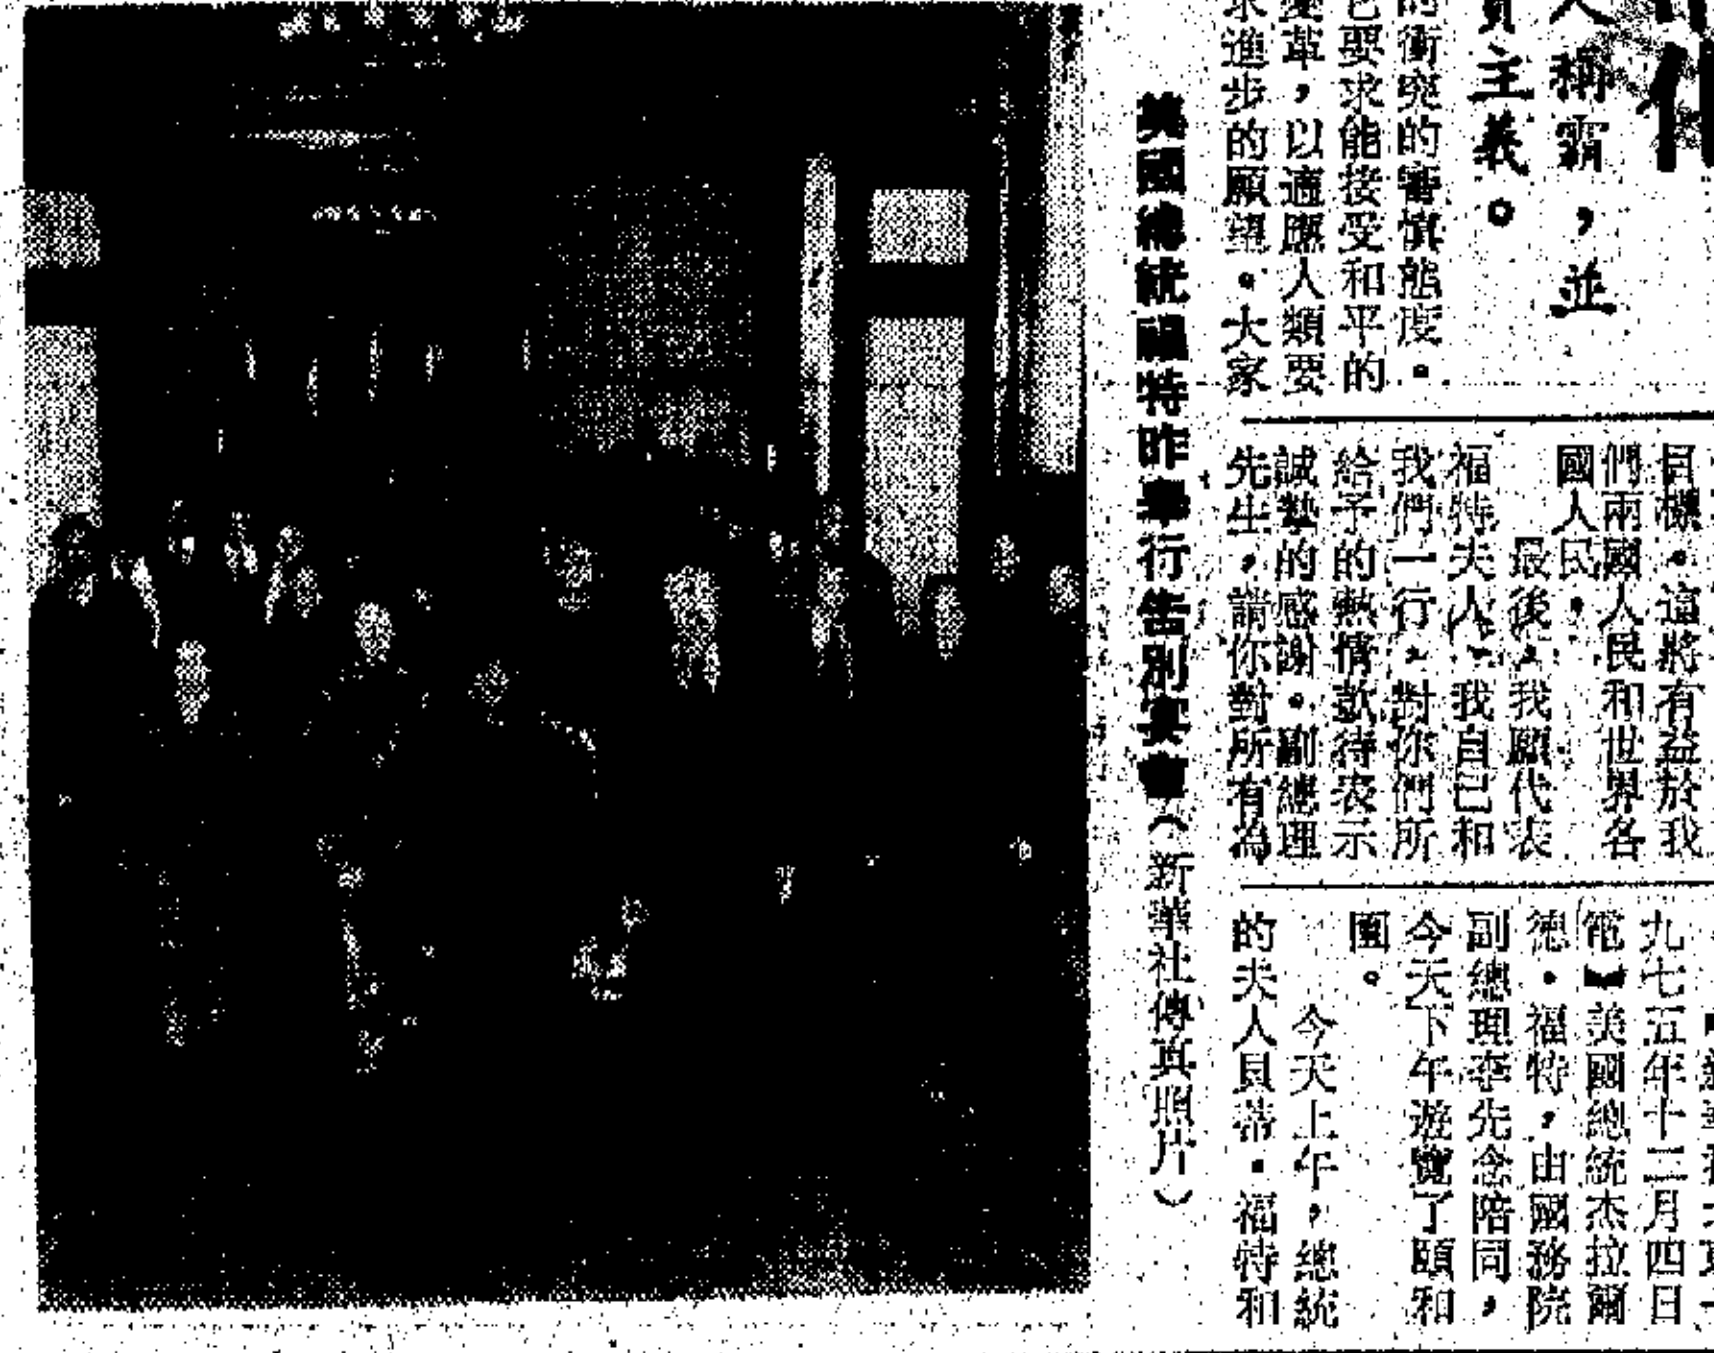 人稱霸，並
主義。
的衝突的審慎態度。
它要求能接受和平的
變革，以適應人類要
求進步的願望。大家
目標。這將有益於我
們兩國人民和世界各
國人民。
最後，我願代表
福特夫人、我自己和
我們一行，對你們所
給予的熱情款待表示
誠摯的感謝。副總理
先生，請你對所有為
九七五年十二月四日
電】美國總統杰拉爾
德·福特，由國務院
副總理李先念陪同，
今天下午遊覽了頤和
園。
今天上午，總統
的夫人貝蒂·福特和
美國總統福特昨舉行告別宴會（新華社傳真照片）